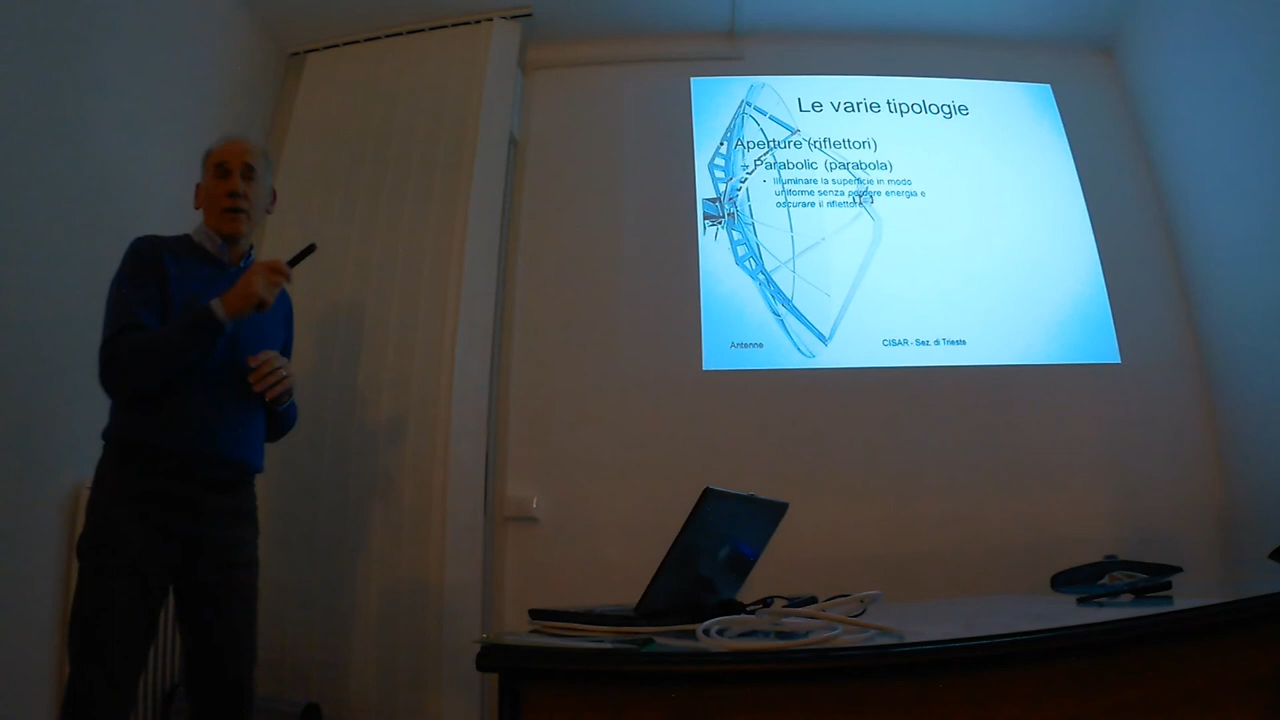 Le varie tipologie
• Aperture (riflettori)
– Parabolic (parabola)
• Illuminare la superficie in modo
uniforme senza perdere energia e
oscurare il riflettore
Antenne
CISAR - Sez. di Trieste